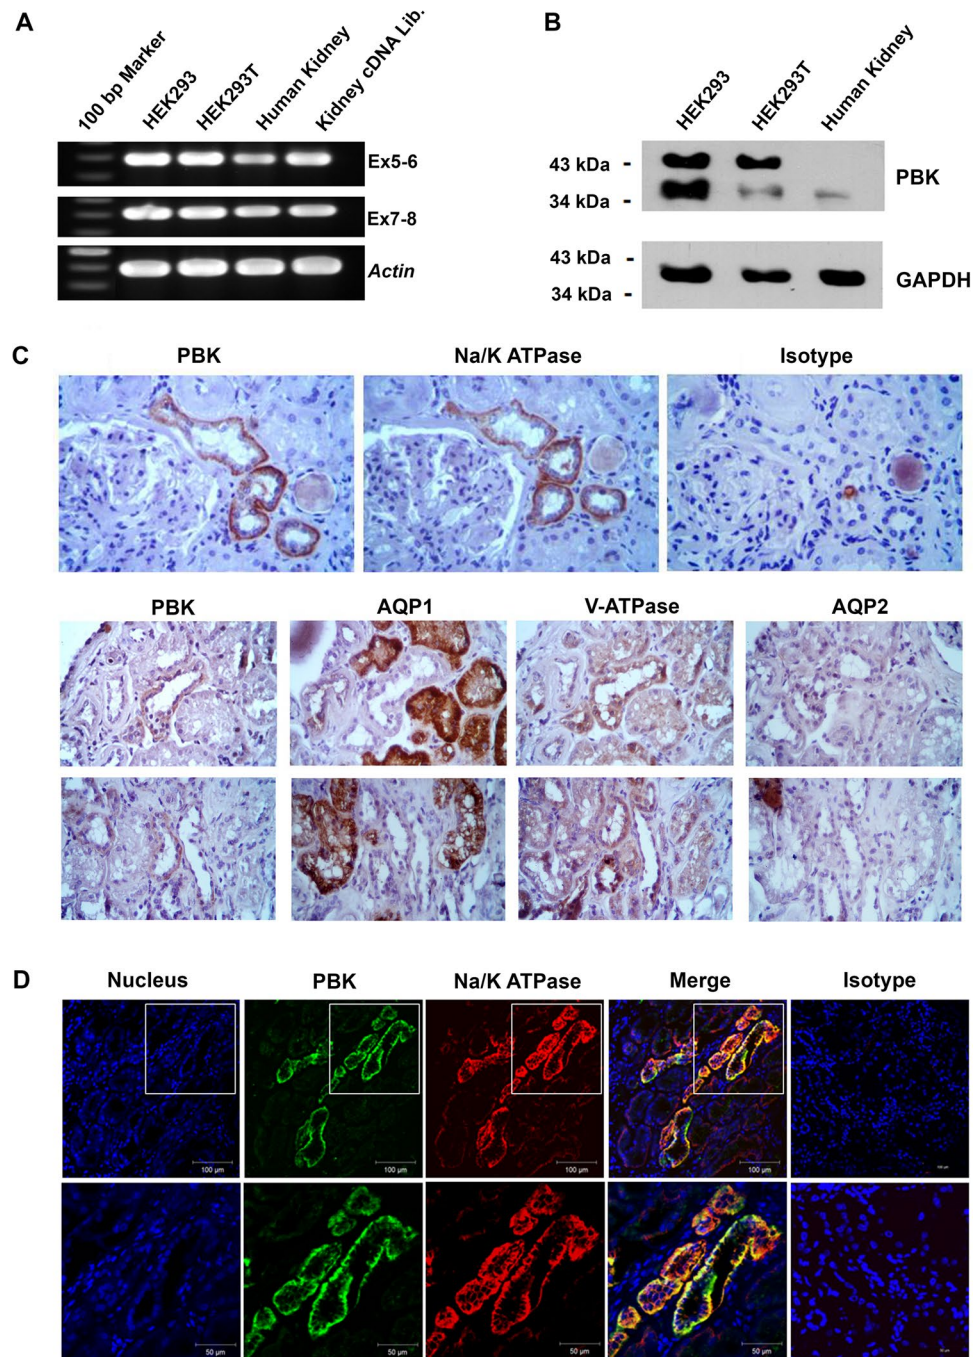 A
100 bp Marker
HEK293
HEK293T
Human Kidney
Kidney cDNA Lib.
Ex5-6
Ex7-8
Actin
B
HEK293
HEK293T
Human Kidney
43 kDa -
34 kDa -
PBK
43 kDa -
34 kDa -
GAPDH
C
PBK Na/K ATPase Isotype
PBK AQP1 V-ATPase AQP2
D
Nucleus PBK Na/K ATPase Merge Isotype
100 µm 100 µm 100 µm 100 µm
50 µm 50 µm 50 µm 50 µm